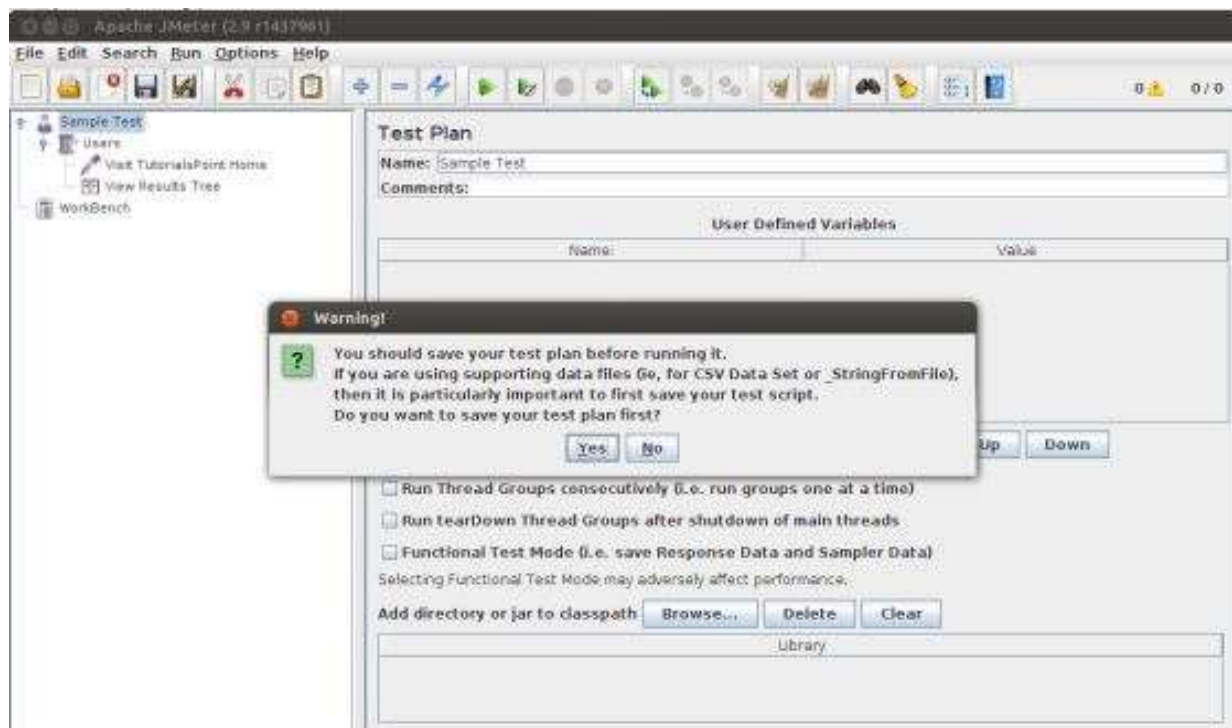 Apache JMeter (2.9 r1437961)
File Edit Search Run Options Help
0 0 / 0
Sample Test
Users
Visit TutorialsPoint Home
View Results Tree
WorkBench
Test Plan
Name: Sample Test
Comments:
User Defined Variables
Name: Value
Warning!
You should save your test plan before running it.
If you are using supporting data files (ie, for CSV Data Set or _StringFromFile),
then it is particularly important to first save your test script.
Do you want to save your test plan first?
Yes No
Up Down
Run Thread Groups consecutively (i.e. run groups one at a time)
Run tearDown Thread Groups after shutdown of main threads
Functional Test Mode (i.e. save Response Data and Sampler Data)
Selecting Functional Test Mode may adversely affect performance.
Add directory or jar to classpath Browse... Delete Clear
Library